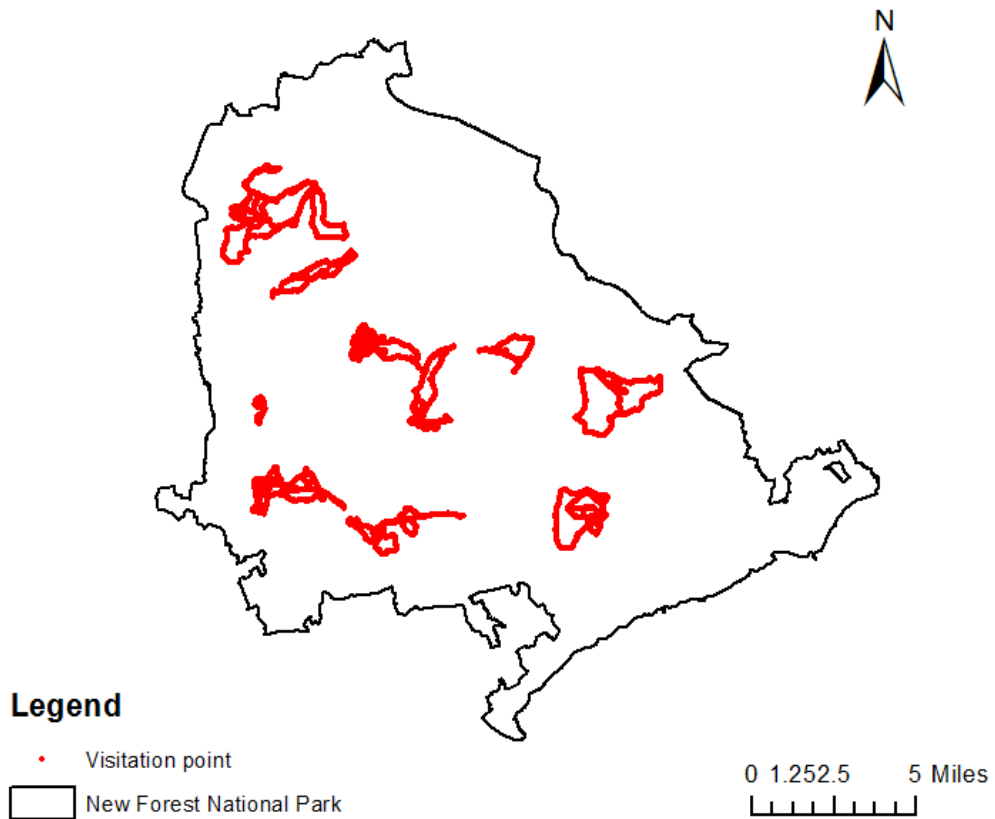 N
Legend
Visitation point
New Forest National Park
0 1.252.5 5 Miles